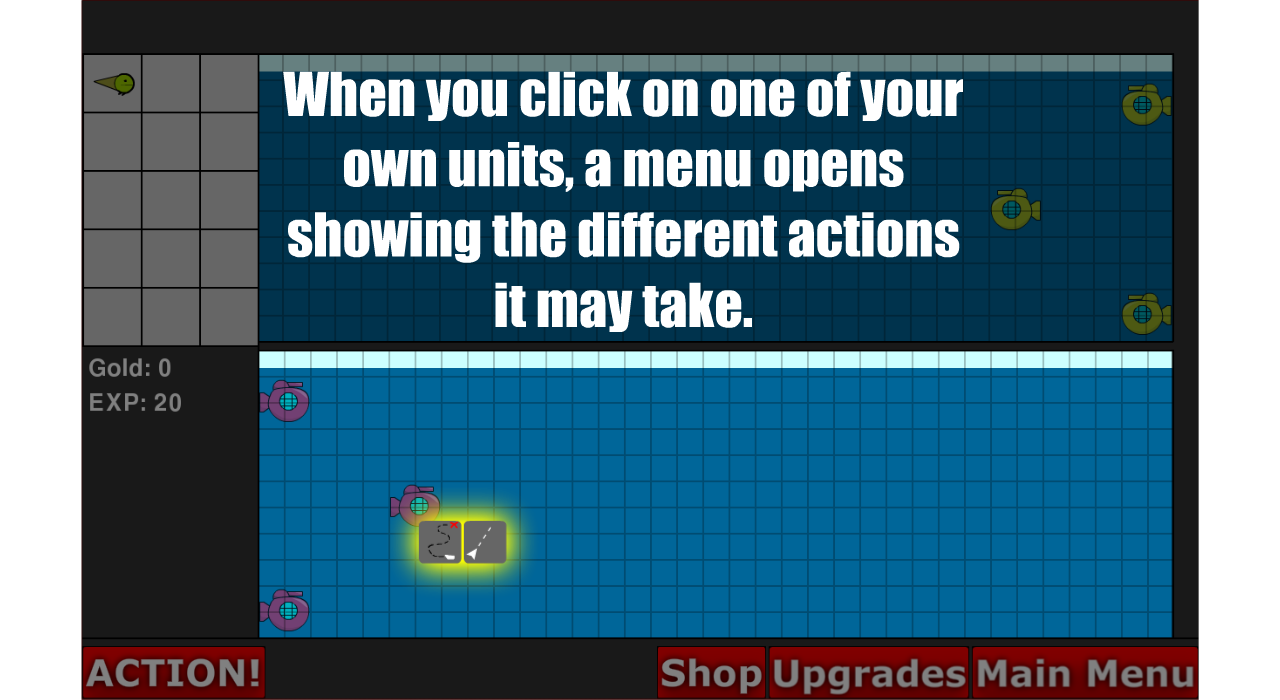 When you click on one of your
own units, a menu opens
showing the different actions
it may take.
Gold: 0
EXP: 20
ACTION!
Shop
Upgrades
Main Menu